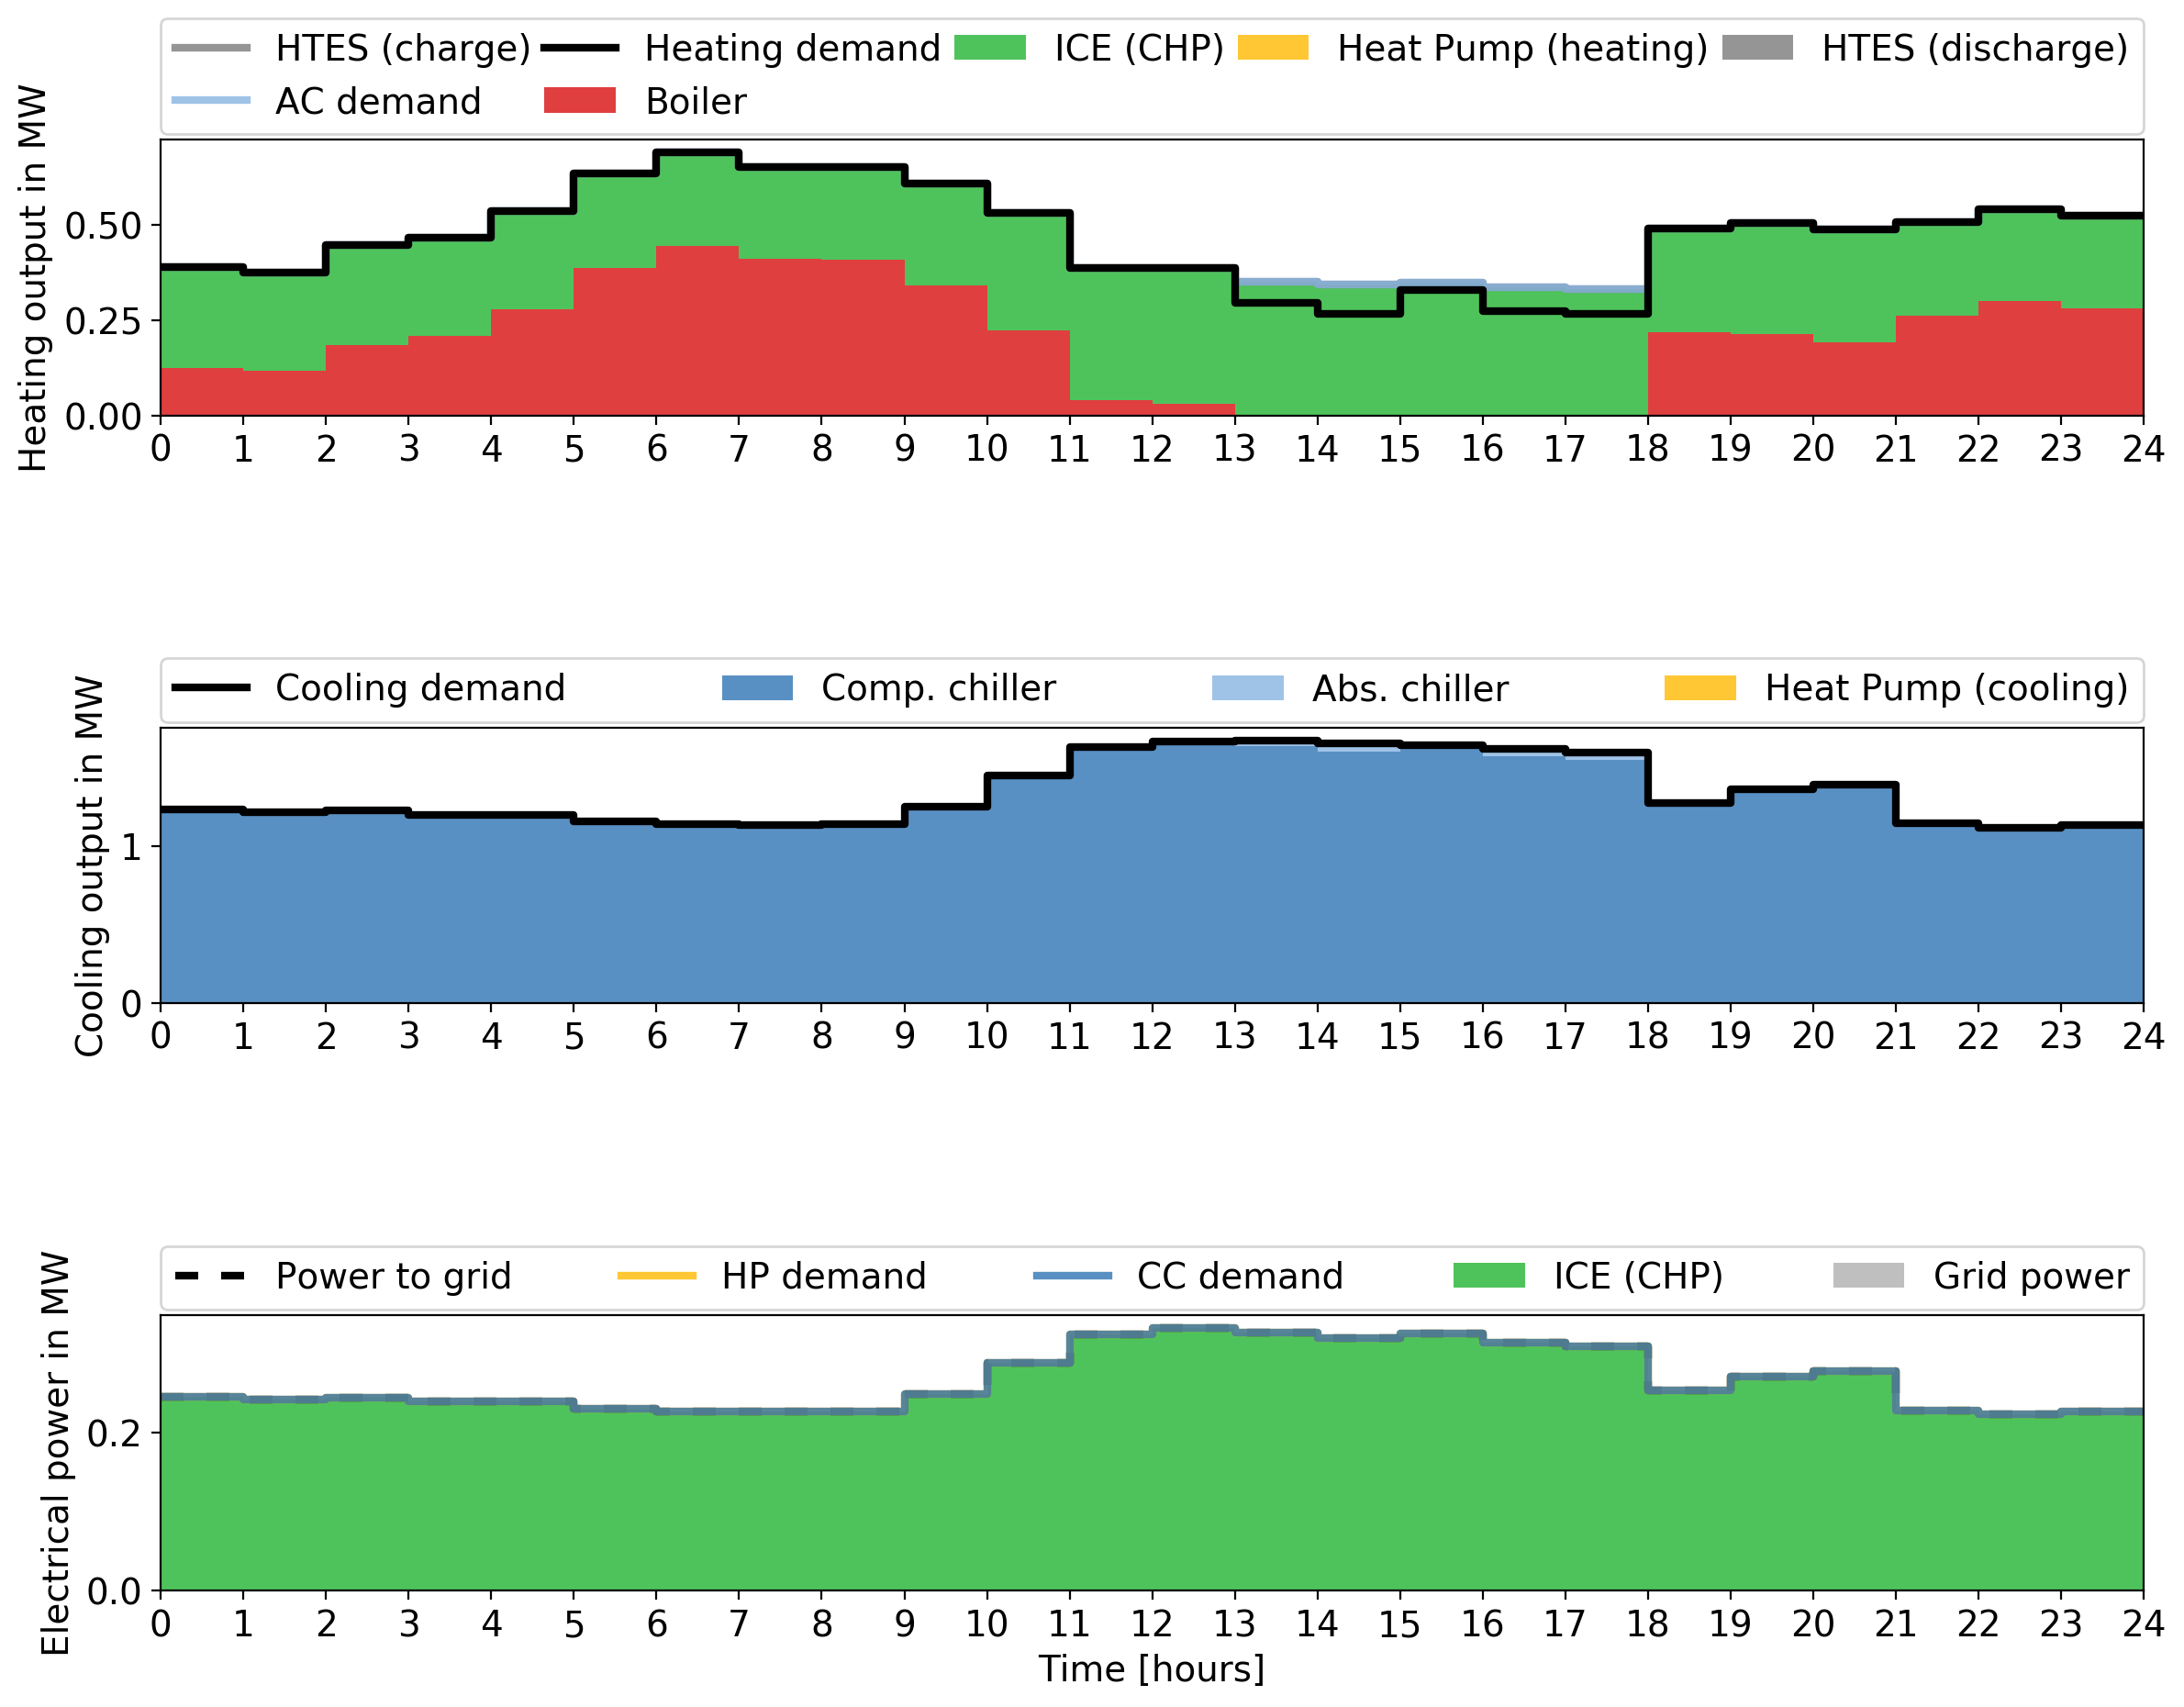 HTES (charge) Heating demand ICE (CHP) Heat Pump (heating) HTES (discharge)
AC demand Boiler
Heating output in MW
0.50
0.25
0.00
0 1 2 3 4 5 6 7 8 9 10 11 12 13 14 15 16 17 18 19 20 21 22 23 24
Cooling demand Comp. chiller Abs. chiller Heat Pump (cooling)
Cooling output in MW
1
0
0 1 2 3 4 5 6 7 8 9 10 11 12 13 14 15 16 17 18 19 20 21 22 23 24
Power to grid HP demand CC demand ICE (CHP) Grid power
Electrical power in MW
0.2
0.0
0 1 2 3 4 5 6 7 8 9 10 11 12 13 14 15 16 17 18 19 20 21 22 23 24
Time [hours]